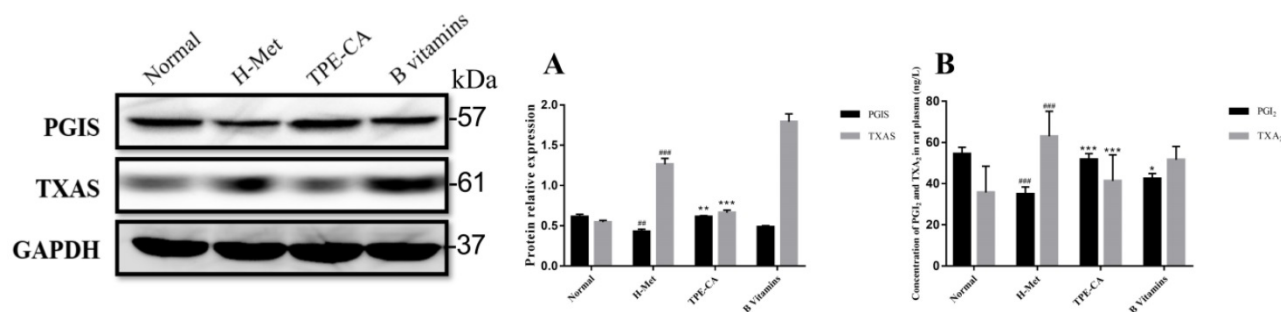 Normal
H-Met
TPE-CA
B vitamins
kDa
PGIS
-57
TXAS
-61
GAPDH
-37
A
Protein relative expression
2.0
1.5
1.0
0.5
0.0
##
###
**
***
PGIS
TXAS
Normal
H-Met
TPE-CA
B Vitamins
B
Concentration of PGI₂ and TXA₂ in rat plasma (ng/L)
80
60
40
20
0
###
###
***
***
*
PGI₂
TXA₂
Normal
H-Met
TPE-CA
B Vitamins